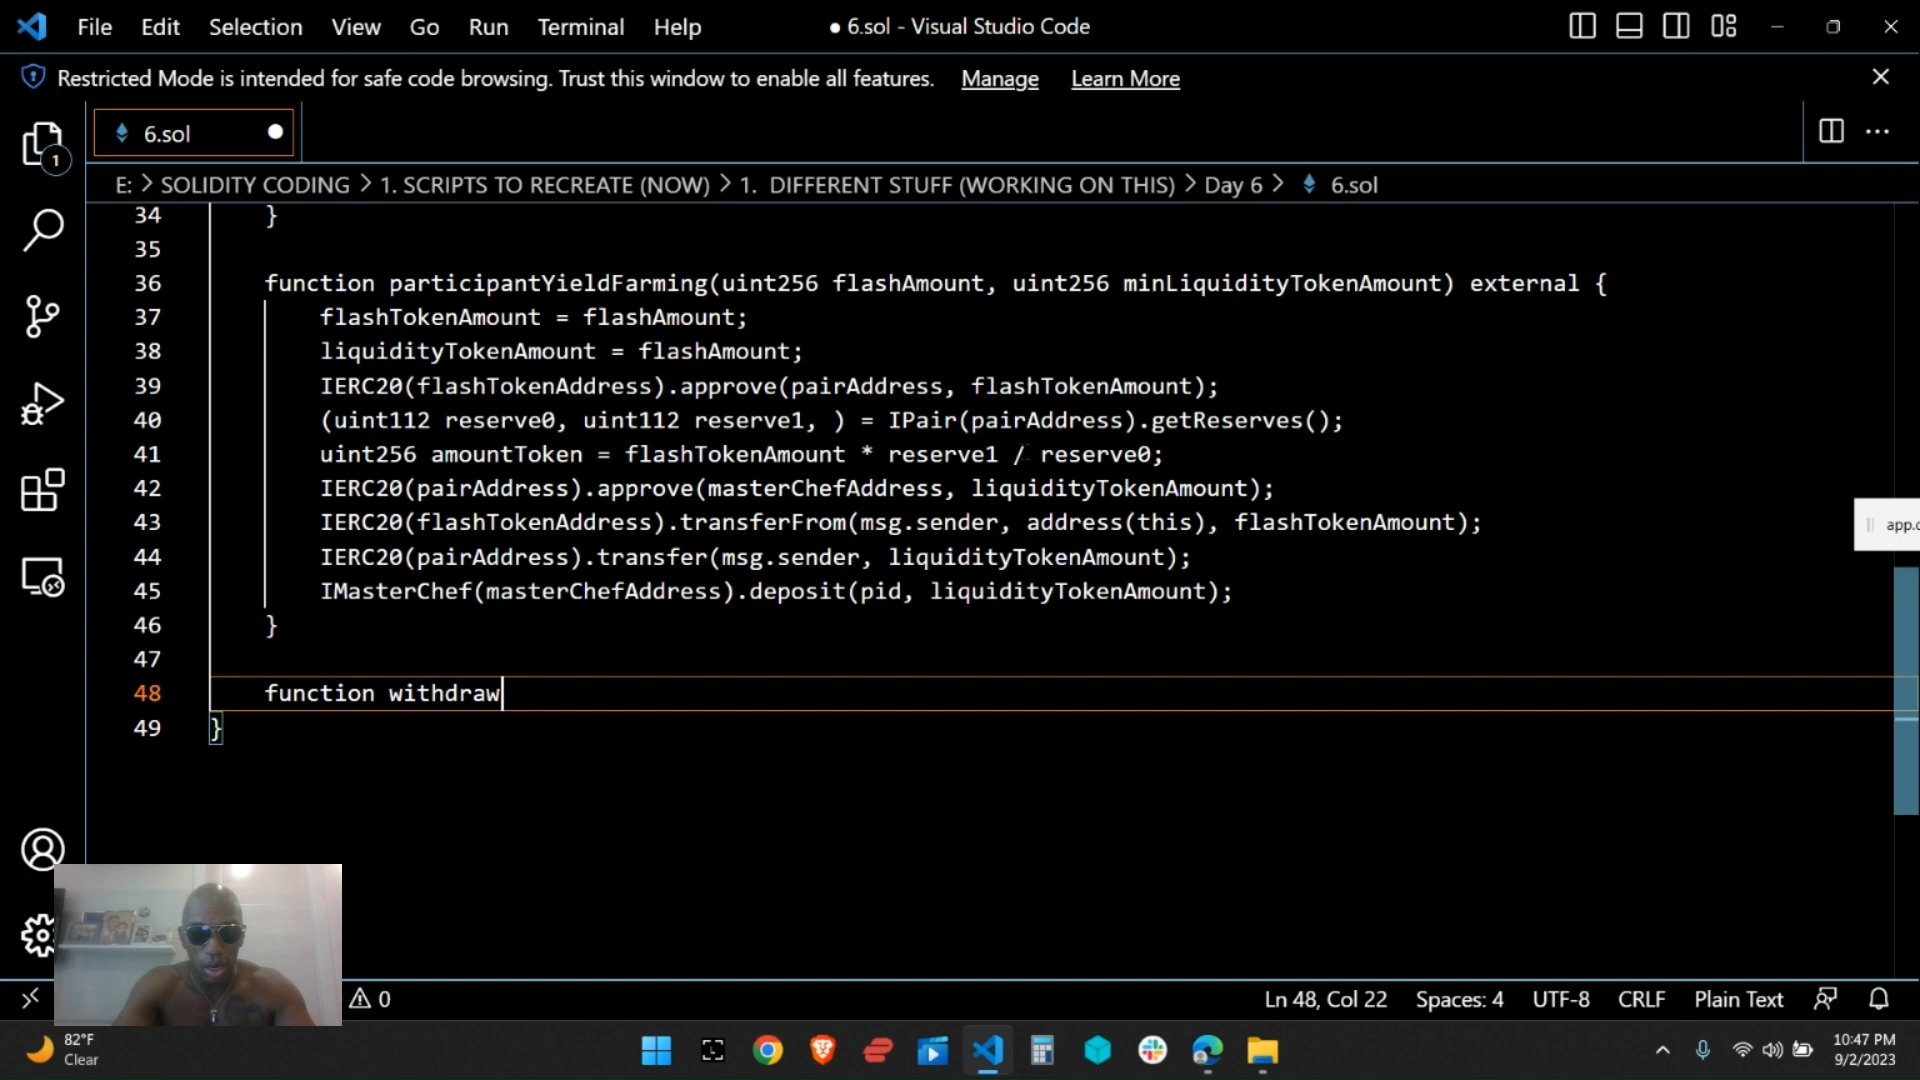 File Edit Selection View Go Run Terminal Help ● 6.sol - Visual Studio Code
Restricted Mode is intended for safe code browsing. Trust this window to enable all features. Manage Learn More
6.sol
1
E: > SOLIDITY CODING > 1. SCRIPTS TO RECREATE (NOW) > 1. DIFFERENT STUFF (WORKING ON THIS) > Day 6 > 6.sol
34 }
35
36 function participantYieldFarming(uint256 flashAmount, uint256 minLiquidityTokenAmount) external {
37 flashTokenAmount = flashAmount;
38 liquidityTokenAmount = flashAmount;
39 IERC20(flashTokenAddress).approve(pairAddress, flashTokenAmount);
40 (uint112 reserve0, uint112 reserve1, ) = IPair(pairAddress).getReserves();
41 uint256 amountToken = flashTokenAmount * reserve1 / reserve0;
42 IERC20(pairAddress).approve(masterChefAddress, liquidityTokenAmount);
43 IERC20(flashTokenAddress).transferFrom(msg.sender, address(this), flashTokenAmount);
44 IERC20(pairAddress).transfer(msg.sender, liquidityTokenAmount);
45 IMasterChef(masterChefAddress).deposit(pid, liquidityTokenAmount);
46 }
47
48 function withdraw
49 }
0 Ln 48, Col 22 Spaces: 4 UTF-8 CRLF Plain Text
82°F
Clear
10:47 PM
9/2/2023